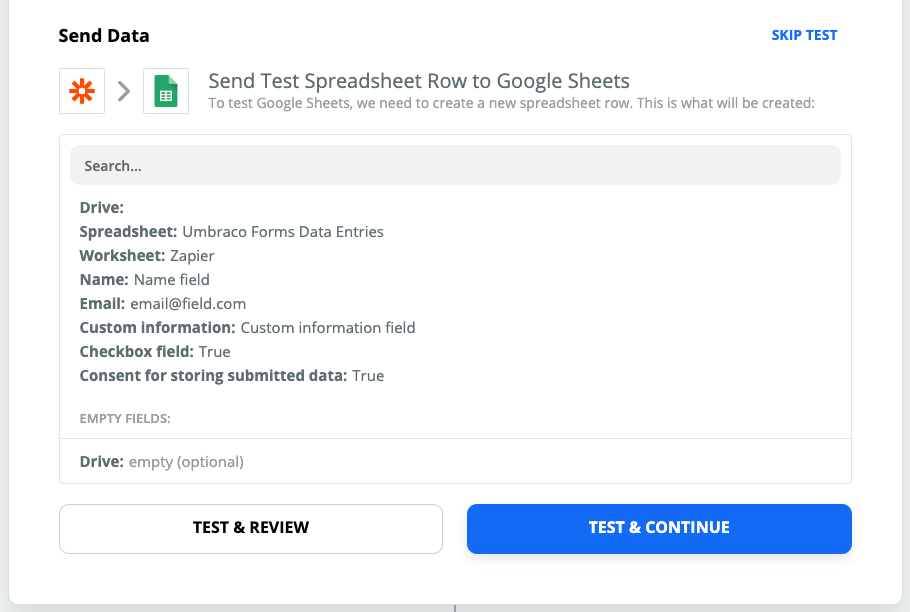 Send Data
SKIP TEST
Send Test Spreadsheet Row to Google Sheets
To test Google Sheets, we need to create a new spreadsheet row. This is what will be created:
Search...
Drive:
Spreadsheet: Umbraco Forms Data Entries
Worksheet: Zapier
Name: Name field
Email: email@field.com
Custom information: Custom information field
Checkbox field: True
Consent for storing submitted data: True
EMPTY FIELDS:
Drive: empty (optional)
TEST & REVIEW
TEST & CONTINUE